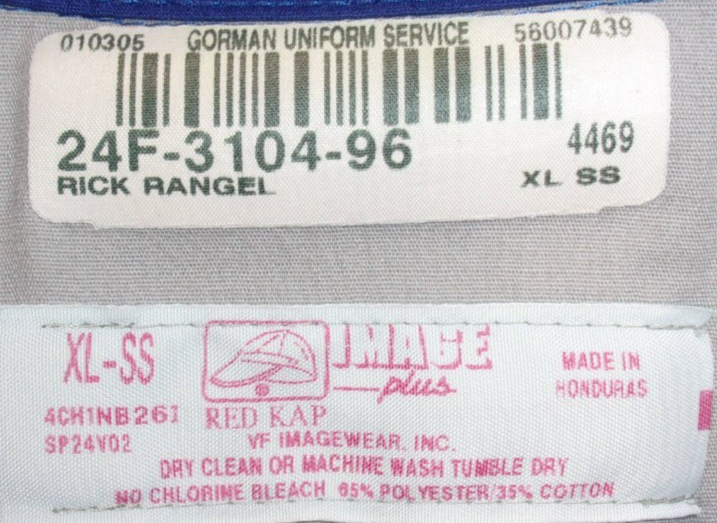 010305 GORMAN UNIFORM SERVICE 56007439
24F-3104-96 4469
RICK RANGEL XL SS
XL-SS IMAGE plus MADE IN HONDURAS
4CH1NB26I RED KAP
SP24V02 VF IMAGEWEAR, INC.
DRY CLEAN OR MACHINE WASH TUMBLE DRY
NO CHLORINE BLEACH 65% POLYESTER/35% COTTON